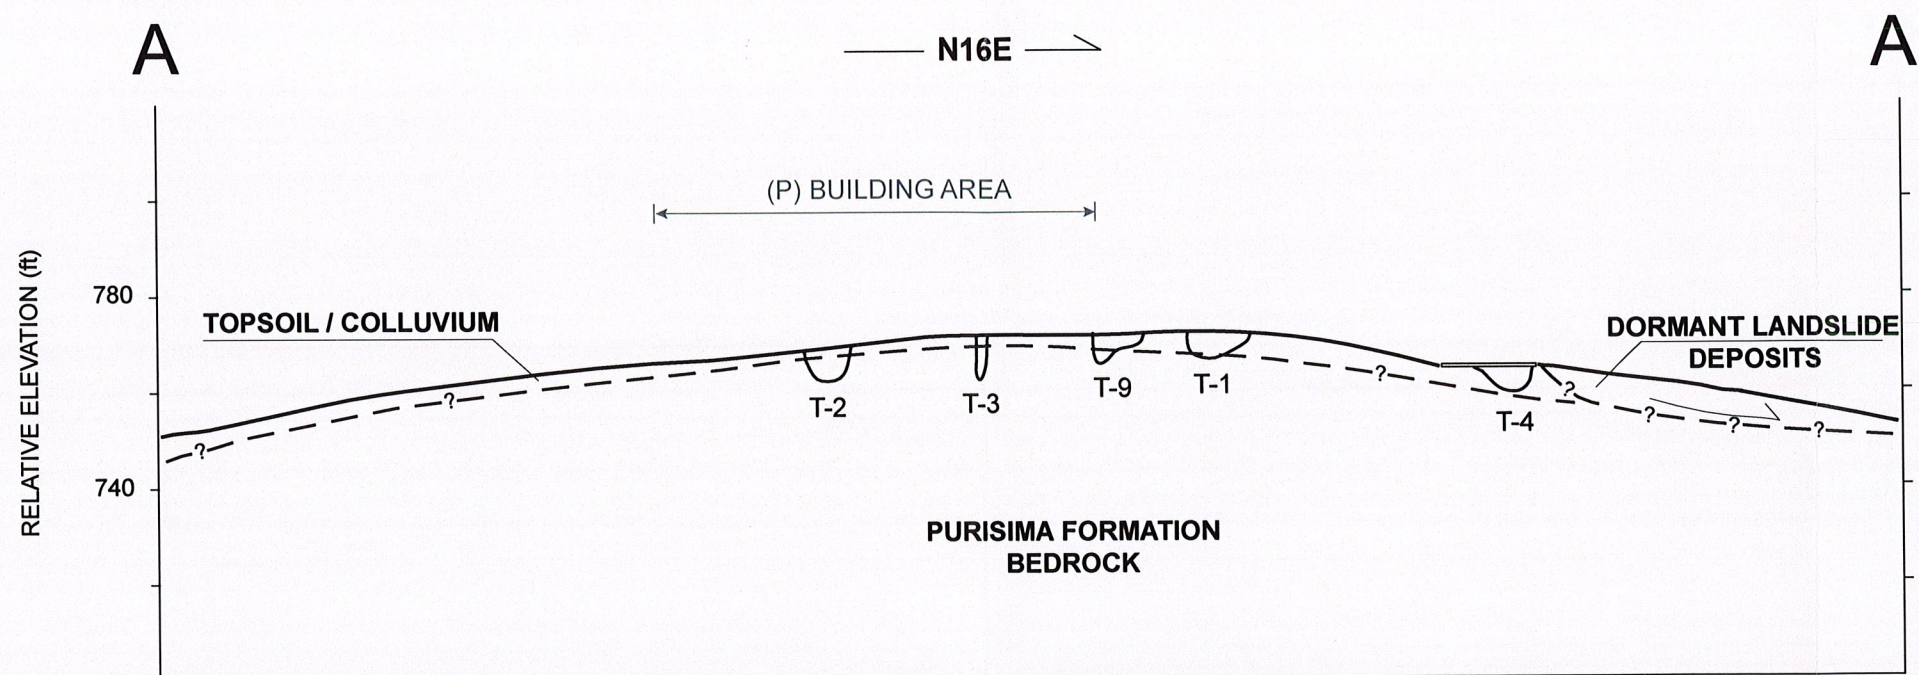 A
N16E
A
(P) BUILDING AREA
RELATIVE ELEVATION (ft)
780
TOPSOIL / COLLUVIUM
DORMANT LANDSLIDE
DEPOSITS
T-2
T-3
T-9
T-1
T-4
?
?
?
?
?
?
?
740
PURISIMA FORMATION
BEDROCK